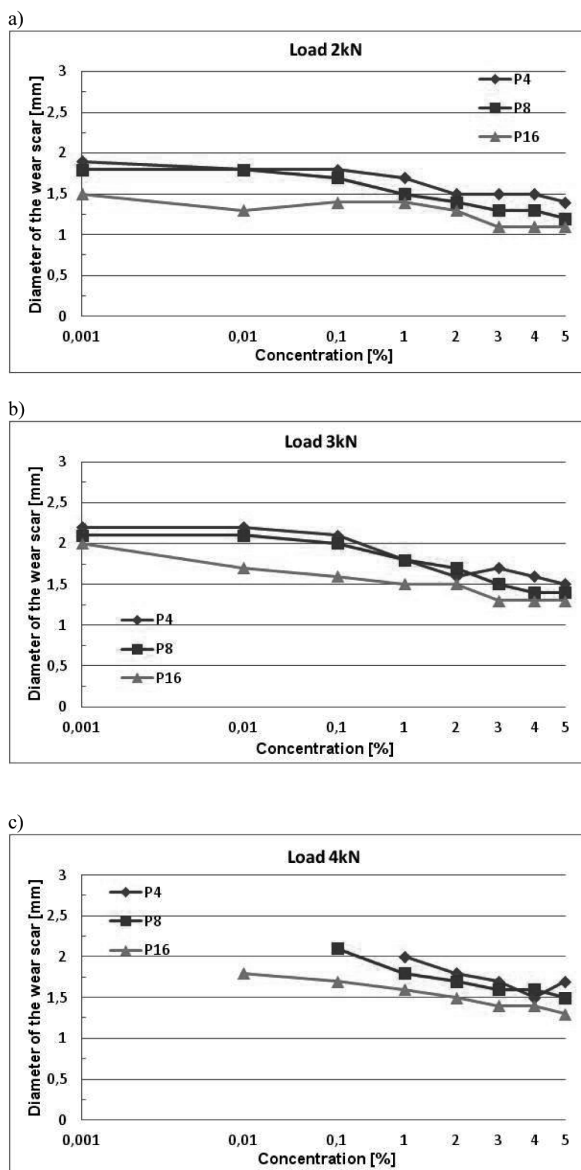 a)
Load 2kN
Diameter of the wear scar [mm]
3
2,5
2
1,5
1
0,5
0
P4
P8
P16
0,001 0,01 0,1 1 2 3 4 5
Concentration [%]
b)
Load 3kN
Diameter of the wear scar [mm]
3
2,5
2
1,5
1
0,5
0
P4
P8
P16
0,001 0,01 0,1 1 2 3 4 5
Concentration [%]
c)
Load 4kN
Diameter of the wear scar [mm]
3
2,5
2
1,5
1
0,5
0
P4
P8
P16
0,001 0,01 0,1 1 2 3 4 5
Concentration [%]